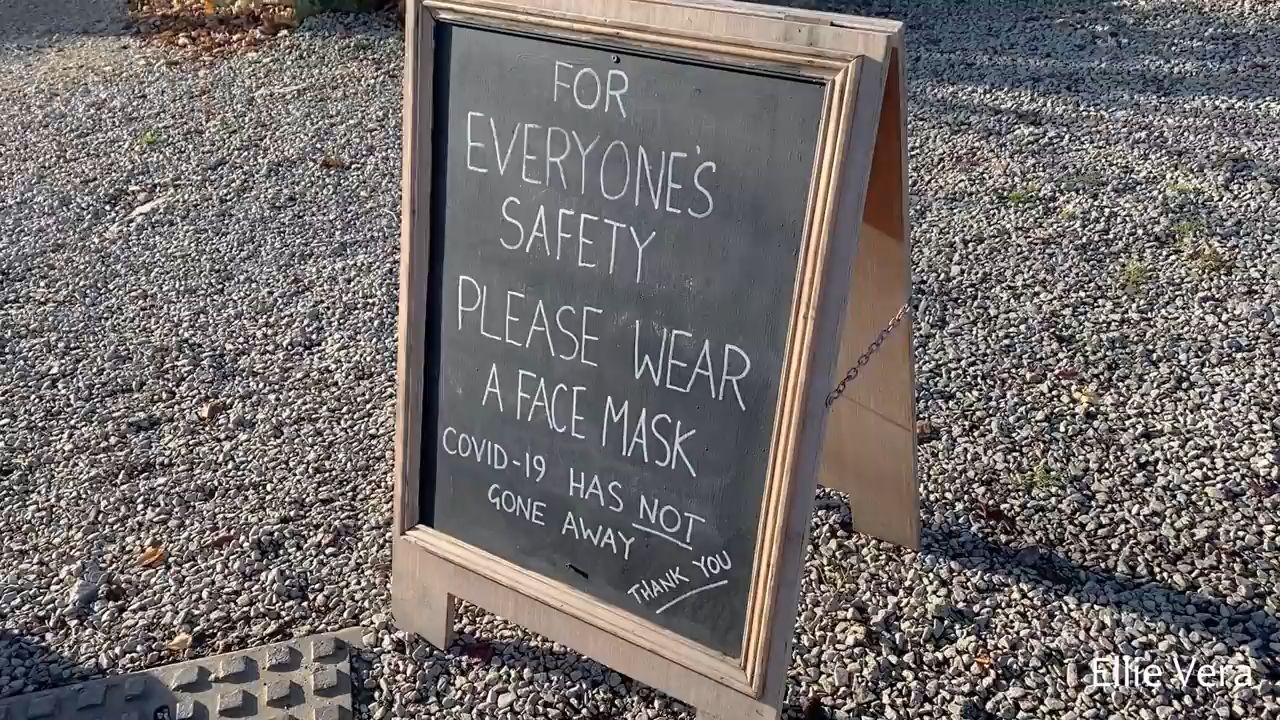 FOR
EVERYONE'S
SAFETY
PLEASE WEAR
A FACE MASK
COVID-19 HAS NOT
GONE AWAY
THANK YOU
Ellie Vera